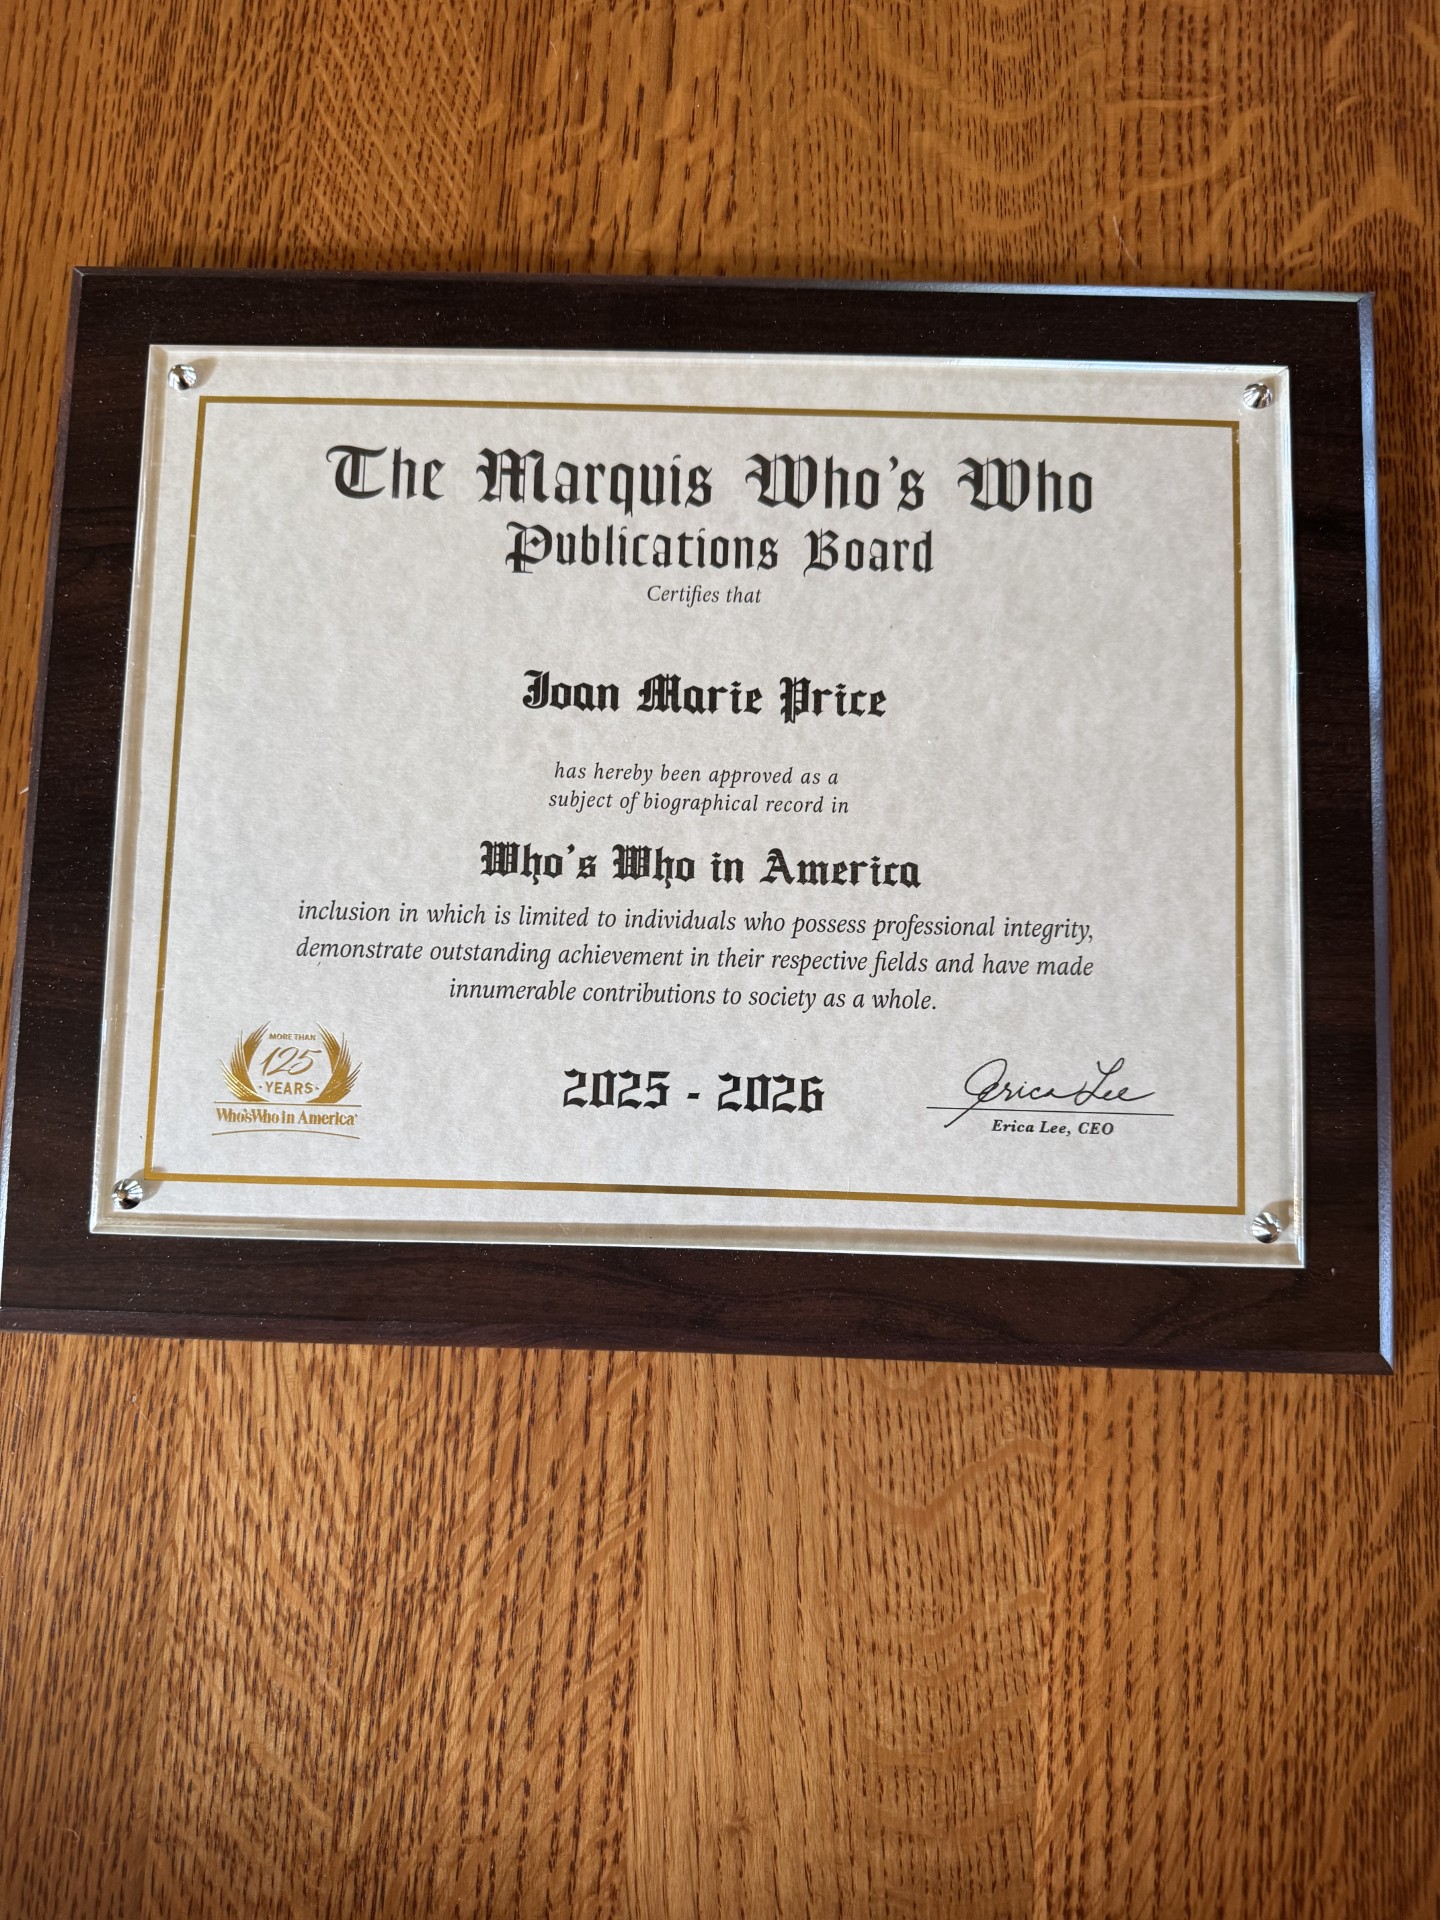 The Marquis Who's Who
Publications Board
Certifies that
Joan Marie Price
has hereby been approved as a
subject of biographical record in
Who's Who in America
inclusion in which is limited to individuals who possess professional integrity,
demonstrate outstanding achievement in their respective fields and have made
innumerable contributions to society as a whole.
MORE THAN
125
·YEARS·
Who'sWho in America®
2025 - 2026
Erica Lee
Erica Lee, CEO